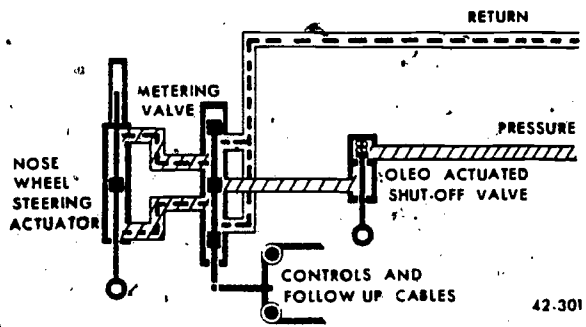 RETURN
METERING
VALVE
PRESSURE
NOSE
WHEEL
STEERING
ACTUATOR
OLEO ACTUATED
SHUT-OFF VALVE
CONTROLS AND
FOLLOW UP CABLES
42-301